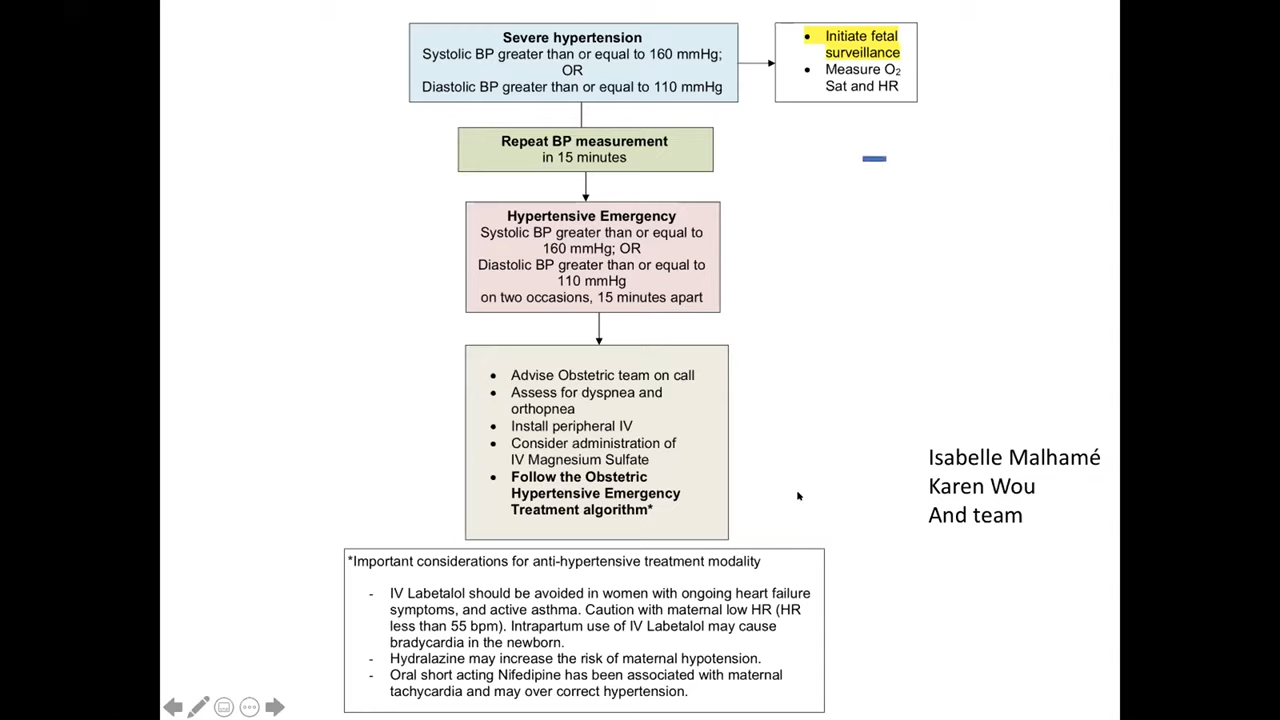 Severe hypertension
Systolic BP greater than or equal to 160 mmHg;
OR
Diastolic BP greater than or equal to 110 mmHg
• Initiate fetal
surveillance
• Measure O₂
Sat and HR
Repeat BP measurement
in 15 minutes
Hypertensive Emergency
Systolic BP greater than or equal to
160 mmHg; OR
Diastolic BP greater than or equal to
110 mmHg
on two occasions, 15 minutes apart
• Advise Obstetric team on call
• Assess for dyspnea and
orthopnea
• Install peripheral IV
• Consider administration of
IV Magnesium Sulfate
• Follow the Obstetric
Hypertensive Emergency
Treatment algorithm*
Isabelle Malhamé
Karen Wou
And team
*Important considerations for anti-hypertensive treatment modality
- IV Labetalol should be avoided in women with ongoing heart failure
symptoms, and active asthma. Caution with maternal low HR (HR
less than 55 bpm). Intrapartum use of IV Labetalol may cause
bradycardia in the newborn.
- Hydralazine may increase the risk of maternal hypotension.
- Oral short acting Nifedipine has been associated with maternal
tachycardia and may over correct hypertension.